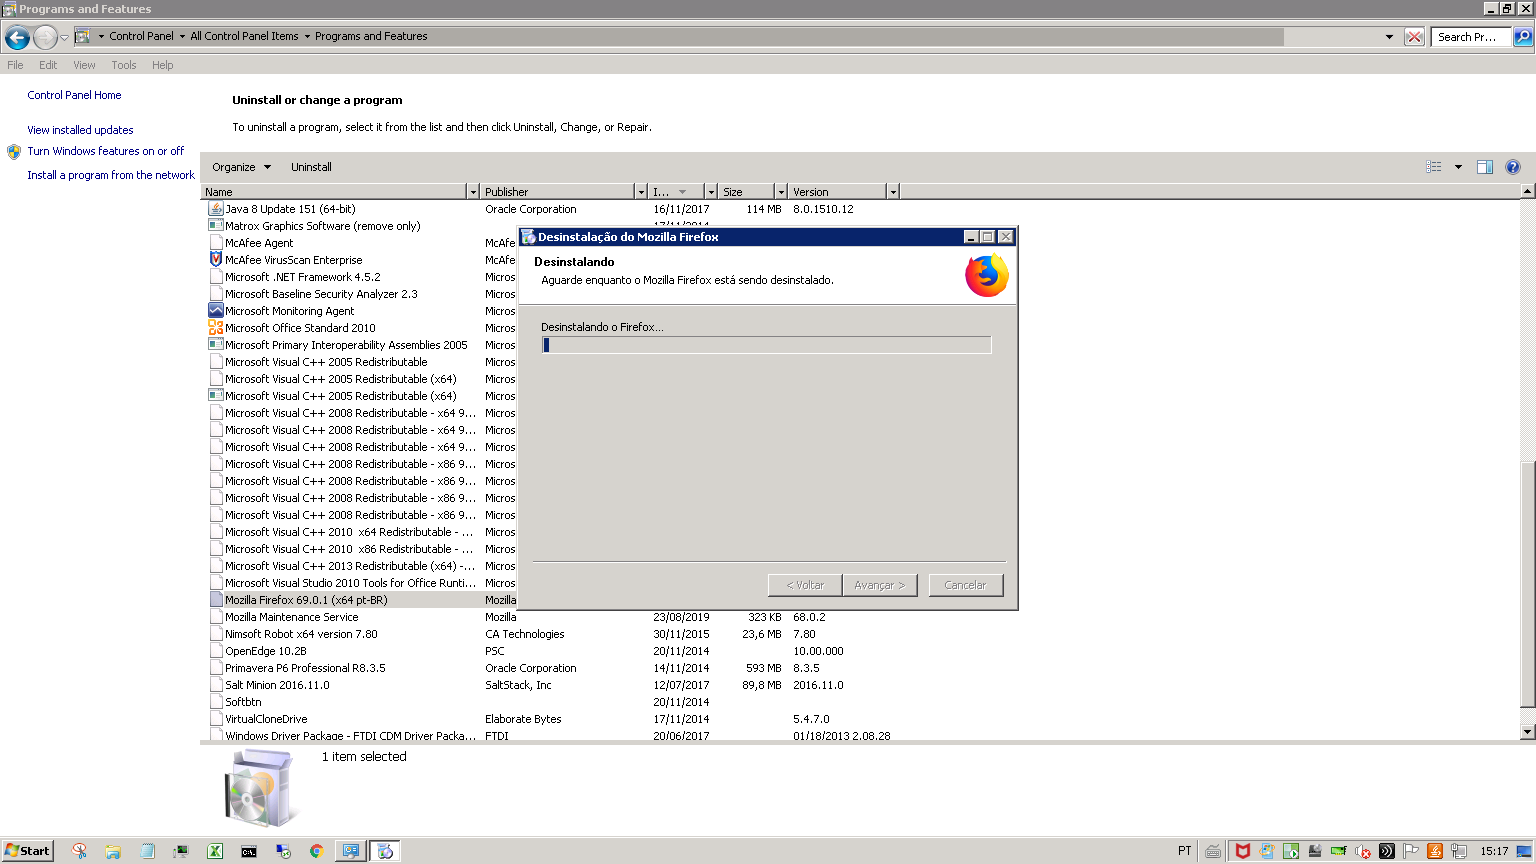 Programs and Features
Control Panel All Control Panel Items Programs and Features Search Pr...
File Edit View Tools Help
Control Panel Home
View installed updates
Turn Windows features on or off
Install a program from the network
Uninstall or change a program
To uninstall a program, select it from the list and then click Uninstall, Change, or Repair.
Organize Uninstall
Name Publisher I... Size Version
Java 8 Update 151 (64-bit) Oracle Corporation 16/11/2017 114 MB 8.0.1510.12
Matrox Graphics Software (remove only)
McAfee Agent McAfe
McAfee VirusScan Enterprise McAfe
Microsoft .NET Framework 4.5.2 Micros
Microsoft Baseline Security Analyzer 2.3 Micros
Microsoft Monitoring Agent Micros
Microsoft Office Standard 2010 Micros
Microsoft Primary Interoperability Assemblies 2005 Micros
Microsoft Visual C++ 2005 Redistributable Micros
Microsoft Visual C++ 2005 Redistributable (x64) Micros
Microsoft Visual C++ 2005 Redistributable (x64) Micros
Microsoft Visual C++ 2008 Redistributable - x64 9... Micros
Microsoft Visual C++ 2008 Redistributable - x64 9... Micros
Microsoft Visual C++ 2008 Redistributable - x64 9... Micros
Microsoft Visual C++ 2008 Redistributable - x86 9... Micros
Microsoft Visual C++ 2008 Redistributable - x86 9... Micros
Microsoft Visual C++ 2008 Redistributable - x86 9... Micros
Microsoft Visual C++ 2008 Redistributable - x86 9... Micros
Microsoft Visual C++ 2010 x64 Redistributable - ... Micros
Microsoft Visual C++ 2010 x86 Redistributable - ... Micros
Microsoft Visual C++ 2013 Redistributable (x64) -... Micros
Microsoft Visual Studio 2010 Tools for Office Runti... Micros
Mozilla Firefox 69.0.1 (x64 pt-BR) Mozilla
Mozilla Maintenance Service Mozilla 23/08/2019 323 KB 68.0.2
Nimsoft Robot x64 version 7.80 CA Technologies 30/11/2015 23,6 MB 7.80
OpenEdge 10.2B PSC 20/11/2014 10.00.000
Primavera P6 Professional R8.3.5 Oracle Corporation 14/11/2014 593 MB 8.3.5
Salt Minion 2016.11.0 SaltStack, Inc 12/07/2017 89,8 MB 2016.11.0
Softbtn 20/11/2014
VirtualCloneDrive Elaborate Bytes 17/11/2014 5.4.7.0
Windows Driver Package - FTDI CDM Driver Packa... FTDI 20/06/2017 01/18/2013 2.08.28
Desinstalação do Mozilla Firefox
Desinstalando
Aguarde enquanto o Mozilla Firefox está sendo desinstalado.
Desinstalando o Firefox...
< Voltar Avançar > Cancelar
1 item selected
Start PT 15:17